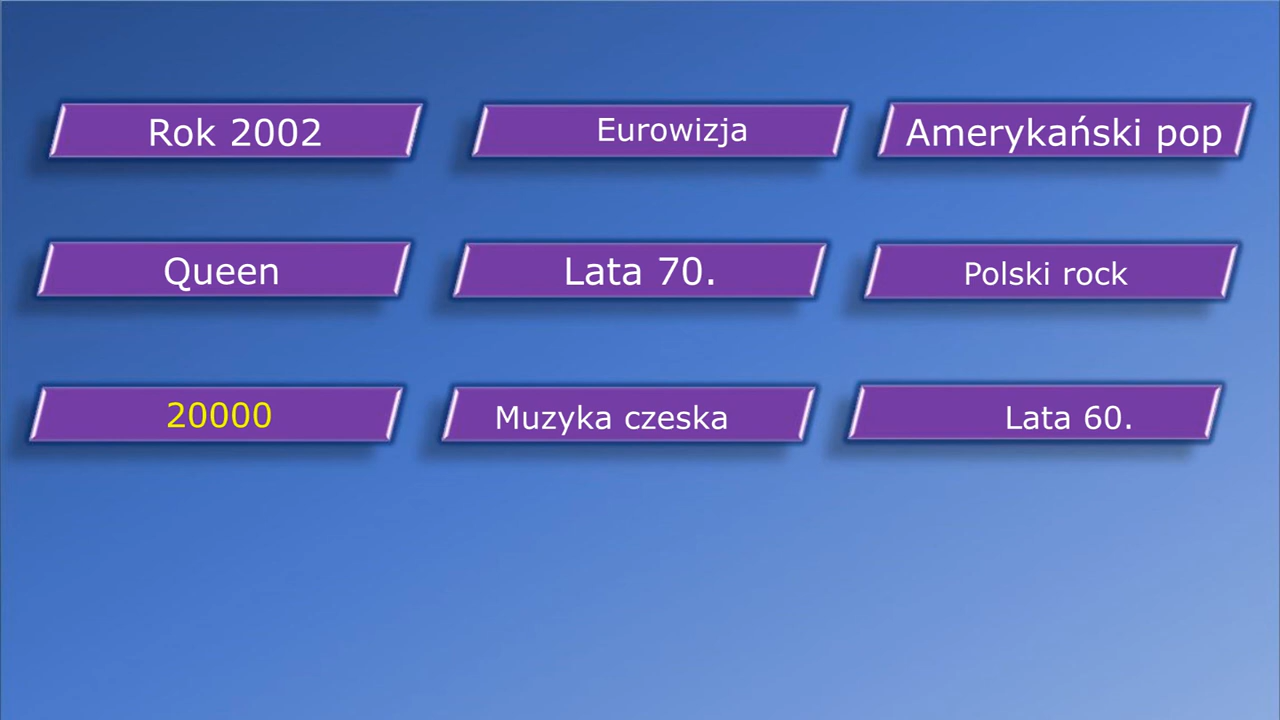 Rok 2002
Eurowizja
Amerykański pop
Queen
Lata 70.
Polski rock
20000
Muzyka czeska
Lata 60.